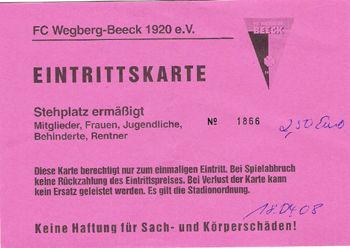 FC Wegberg-Beeck 1920 e.V.
BEECK
EINTRITTSKARTE
Stehplatz ermäßigt
Mitglieder, Frauen, Jugendliche,
Behinderte, Rentner
№ 1866
2,50 Euro
Diese Karte berechtigt nur zum einmaligen Eintritt. Bei Spielabbruch
keine Rückzahlung des Eintrittspreises. Bei Verlust der Karte kann
kein Ersatz geleistet werden. Es gilt die Stadionordnung.
18.04.08
Keine Haftung für Sach- und Körperschäden!